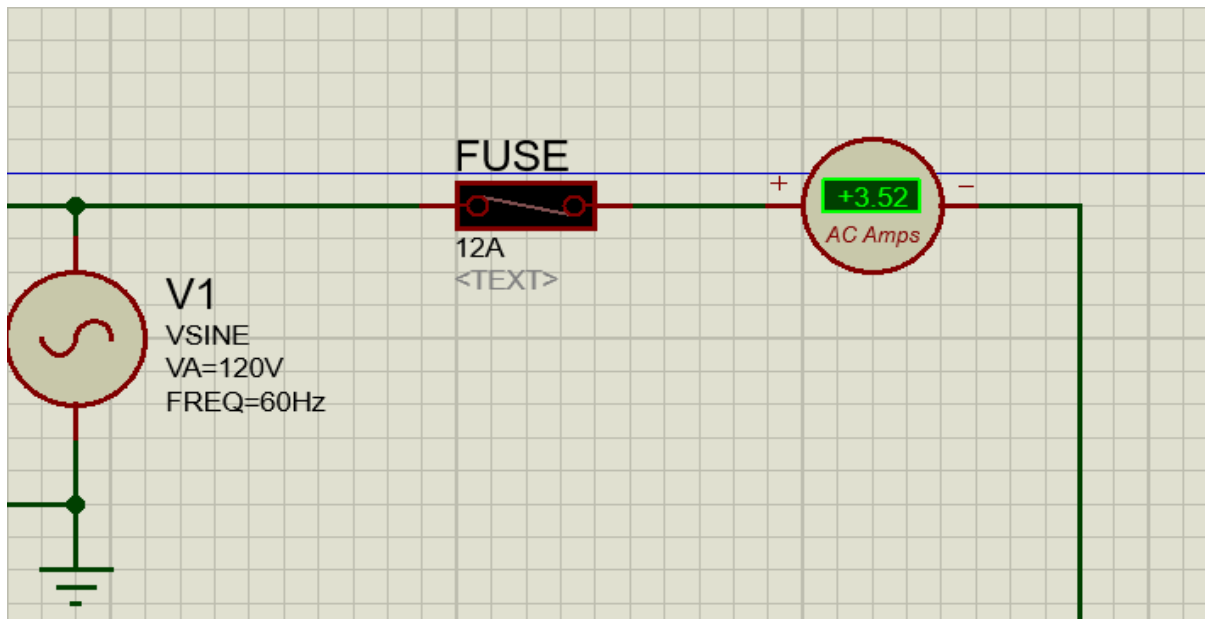 FUSE
12A
<TEXT>
+
+3.52
−
AC Amps
V1
VSINE
VA=120V
FREQ=60Hz